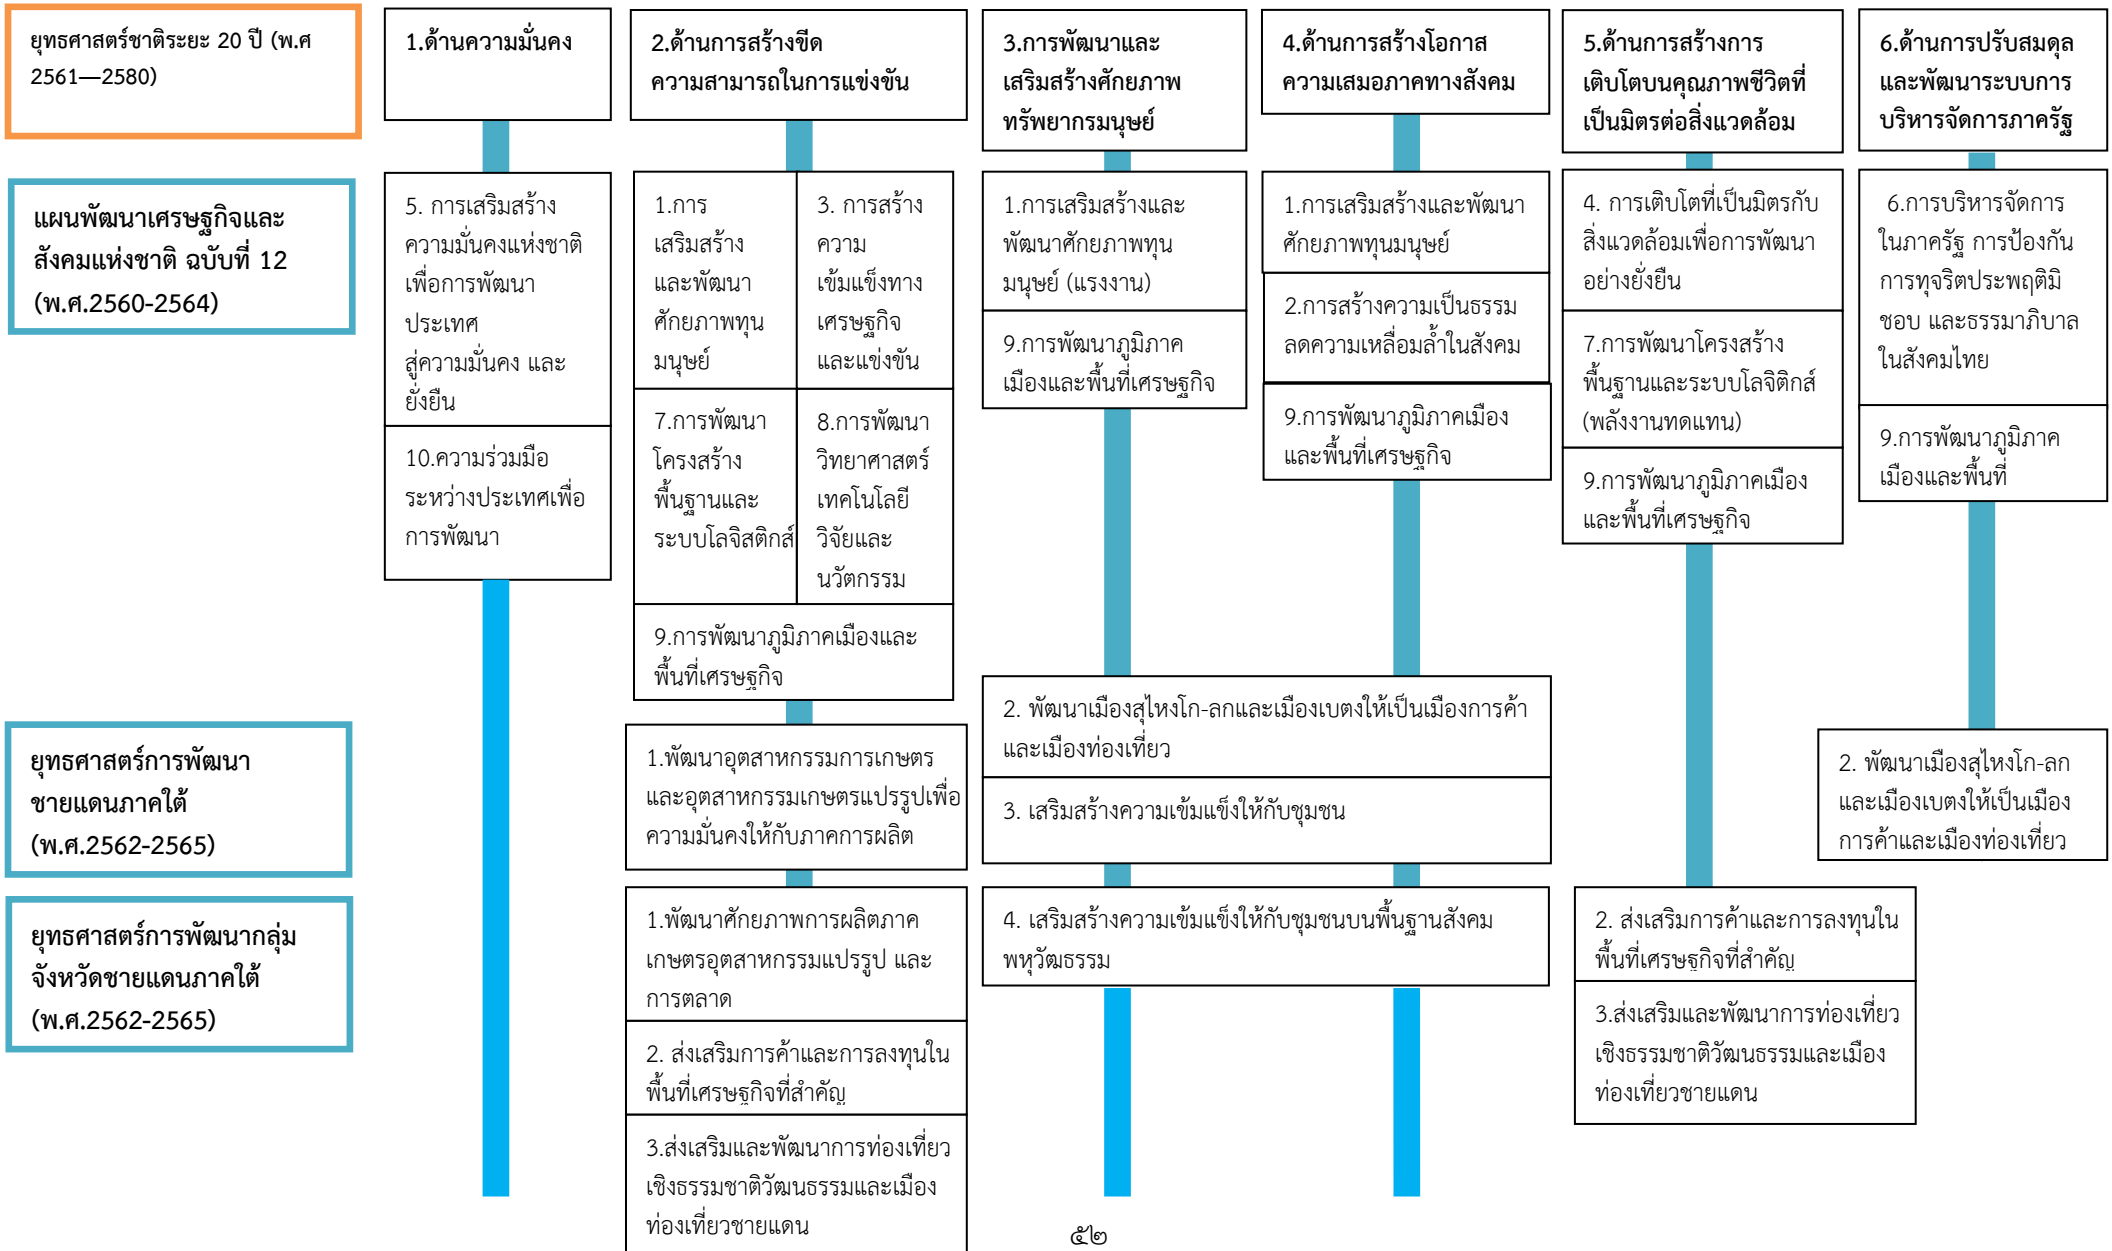 ยุทธศาสตร์ชาติระยะ 20 ปี (พ.ศ
2561—2580)
1.ด้านความมั่นคง
2.ด้านการสร้างขีด
ความสามารถในการแข่งขัน
3.การพัฒนาและ
เสริมสร้างศักยภาพ
ทรัพยากรมนุษย์
4.ด้านการสร้างโอกาส
ความเสมอภาคทางสังคม
5.ด้านการสร้างการ
เติบโตบนคุณภาพชีวิตที่
เป็นมิตรต่อสิ่งแวดล้อม
6.ด้านการปรับสมดุล
และพัฒนาระบบการ
บริหารจัดการภาครัฐ
แผนพัฒนาเศรษฐกิจและ
สังคมแห่งชาติ ฉบับที่ 12
(พ.ศ.2560-2564)
5. การเสริมสร้าง
ความมั่นคงแห่งชาติ
เพื่อการพัฒนา
ประเทศ
สู่ความมั่นคง และ
ยั่งยืน
10.ความร่วมมือ
ระหว่างประเทศเพื่อ
การพัฒนา
1.การ
เสริมสร้าง
และพัฒนา
ศักยภาพทุน
มนุษย์
3. การสร้าง
ความ
เข้มแข็งทาง
เศรษฐกิจ
และแข่งขัน
7.การพัฒนา
โครงสร้าง
พื้นฐานและ
ระบบโลจิสติกส์
8.การพัฒนา
วิทยาศาสตร์
เทคโนโลยี
วิจัยและ
นวัตกรรม
9.การพัฒนาภูมิภาคเมืองและ
พื้นที่เศรษฐกิจ
1.การเสริมสร้างและ
พัฒนาศักยภาพทุน
มนุษย์ (แรงงาน)
9.การพัฒนาภูมิภาค
เมืองและพื้นที่เศรษฐกิจ
1.การเสริมสร้างและพัฒนา
ศักยภาพทุนมนุษย์
2.การสร้างความเป็นธรรม
ลดความเหลื่อมล้ำในสังคม
9.การพัฒนาภูมิภาคเมือง
และพื้นที่เศรษฐกิจ
4. การเติบโตที่เป็นมิตรกับ
สิ่งแวดล้อมเพื่อการพัฒนา
อย่างยั่งยืน
7.การพัฒนาโครงสร้าง
พื้นฐานและระบบโลจิติกส์
(พลังงานทดแทน)
9.การพัฒนาภูมิภาคเมือง
และพื้นที่เศรษฐกิจ
6.การบริหารจัดการ
ในภาครัฐ การป้องกัน
การทุจริตประพฤติมิ
ชอบ และธรรมาภิบาล
ในสังคมไทย
9.การพัฒนาภูมิภาค
เมืองและพื้นที่
ยุทธศาสตร์การพัฒนา
ชายแดนภาคใต้
(พ.ศ.2562-2565)
1.พัฒนาอุตสาหกรรมการเกษตร
และอุตสาหกรรมเกษตรแปรรูปเพื่อ
ความมั่นคงให้กับภาคการผลิต
2. พัฒนาเมืองสุไหงโก-ลกและเมืองเบตงให้เป็นเมืองการค้า
และเมืองท่องเที่ยว
3. เสริมสร้างความเข้มแข็งให้กับชุมชน
2. พัฒนาเมืองสุไหงโก-ลก
และเมืองเบตงให้เป็นเมือง
การค้าและเมืองท่องเที่ยว
ยุทธศาสตร์การพัฒนากลุ่ม
จังหวัดชายแดนภาคใต้
(พ.ศ.2562-2565)
1.พัฒนาศักยภาพการผลิตภาค
เกษตรอุตสาหกรรมแปรรูป และ
การตลาด
2. ส่งเสริมการค้าและการลงทุนใน
พื้นที่เศรษฐกิจที่สำคัญ
3.ส่งเสริมและพัฒนาการท่องเที่ยว
เชิงธรรมชาติวัฒนธรรมและเมือง
ท่องเที่ยวชายแดน
4. เสริมสร้างความเข้มแข็งให้กับชุมชนบนพื้นฐานสังคม
พหุวัฒธรรม
2. ส่งเสริมการค้าและการลงทุนใน
พื้นที่เศรษฐกิจที่สำคัญ
3.ส่งเสริมและพัฒนาการท่องเที่ยว
เชิงธรรมชาติวัฒนธรรมและเมือง
ท่องเที่ยวชายแดน
๕๒